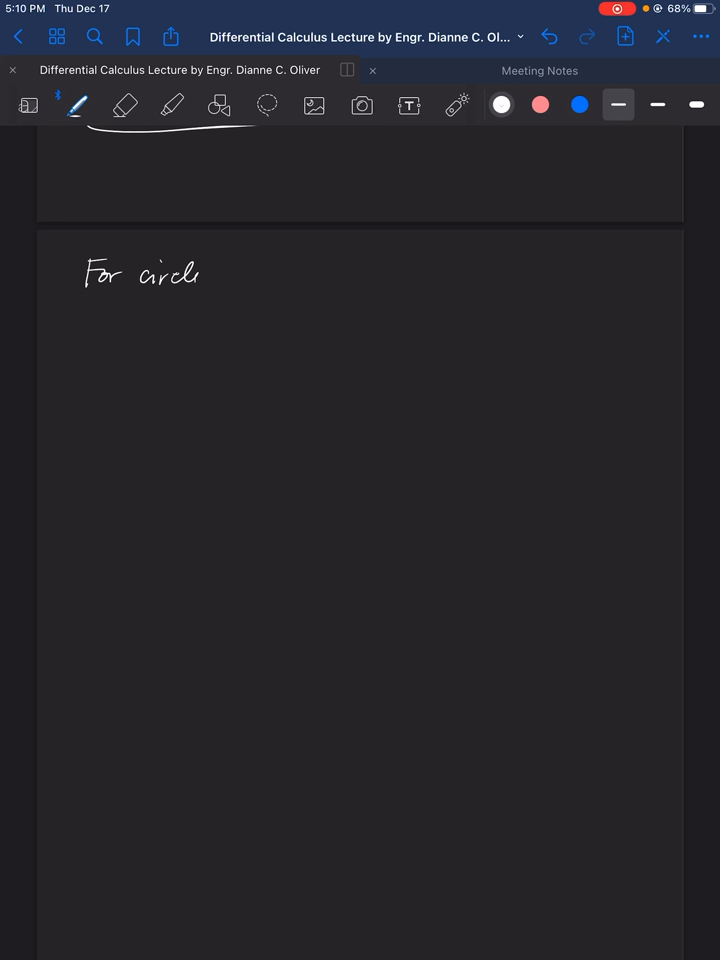 5:10 PM Thu Dec 17
68%
Differential Calculus Lecture by Engr. Dianne C. Ol...
Differential Calculus Lecture by Engr. Dianne C. Oliver
Meeting Notes
T
For circle